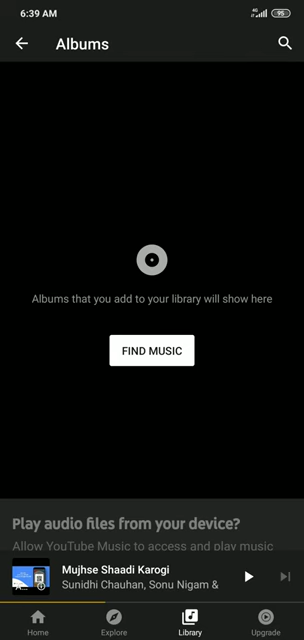 6:39 AM
4G
95
Albums
Albums that you add to your library will show here
FIND MUSIC
Play audio files from your device?
Allow YouTube Music to access and play music
Mujhse Shaadi Karogi
Sunidhi Chauhan, Sonu Nigam &
Home
Explore
Library
Upgrade